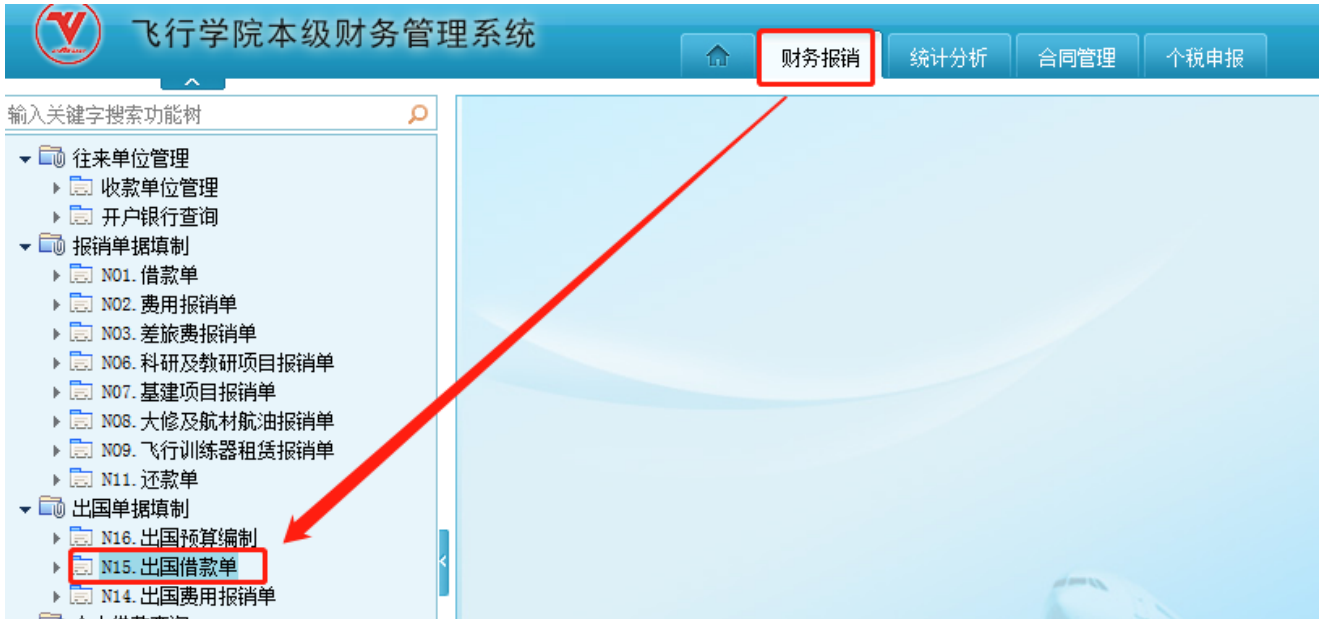 飞行学院本级财务管理系统
财务报销 统计分析 合同管理 个税申报
输入关键字搜索功能树
往来单位管理
收款单位管理
开户银行查询
报销单据填制
N01.借款单
N02.费用报销单
N03.差旅费报销单
N06.科研及教研项目报销单
N07.基建项目报销单
N08.大修及航材航油报销单
N09.飞行训练器租赁报销单
N11.还款单
出国单据填制
N16.出国预算编制
N15.出国借款单
N14.出国费用报销单